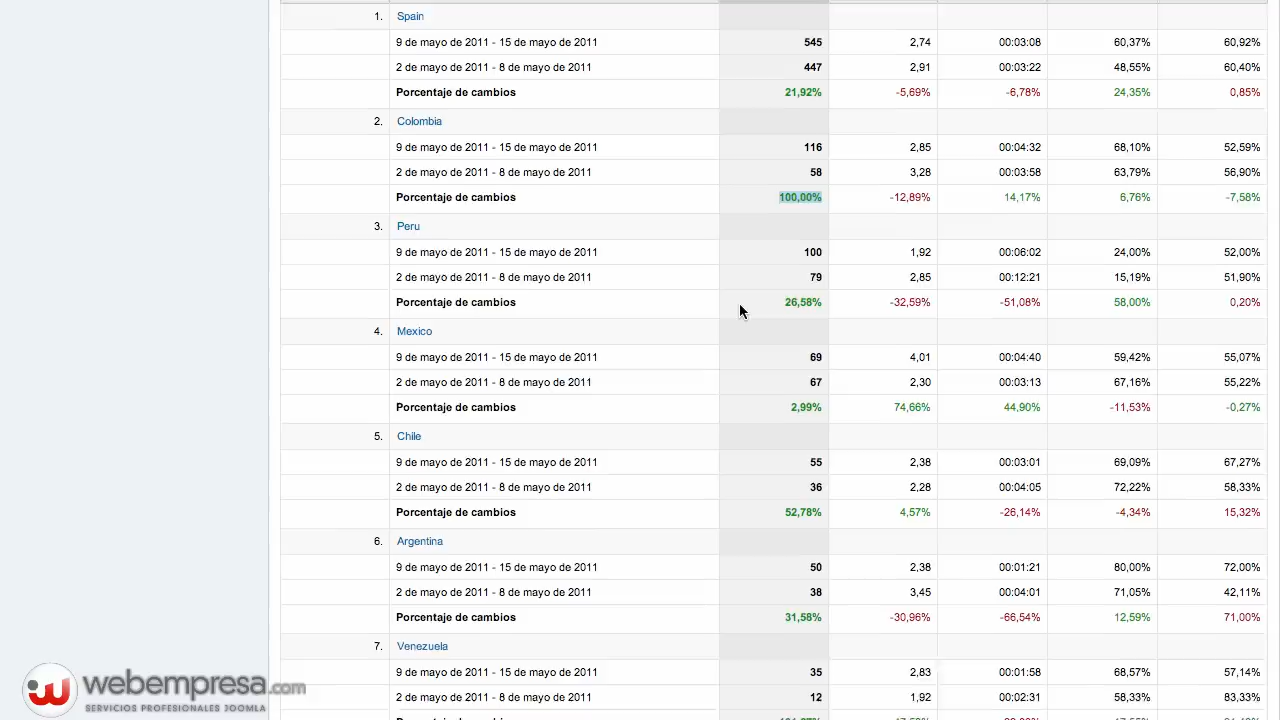 1. Spain
9 de mayo de 2011 - 15 de mayo de 2011 545 2,74 00:03:08 60,37% 60,92%
2 de mayo de 2011 - 8 de mayo de 2011 447 2,91 00:03:22 48,55% 60,40%
Porcentaje de cambios 21,92% -5,69% -6,78% 24,35% 0,85%
2. Colombia
9 de mayo de 2011 - 15 de mayo de 2011 116 2,85 00:04:32 68,10% 52,59%
2 de mayo de 2011 - 8 de mayo de 2011 58 3,28 00:03:58 63,79% 56,90%
Porcentaje de cambios 100,00% -12,89% 14,17% 6,76% -7,58%
3. Peru
9 de mayo de 2011 - 15 de mayo de 2011 100 1,92 00:06:02 24,00% 52,00%
2 de mayo de 2011 - 8 de mayo de 2011 79 2,85 00:12:21 15,19% 51,90%
Porcentaje de cambios 26,58% -32,59% -51,08% 58,00% 0,20%
4. Mexico
9 de mayo de 2011 - 15 de mayo de 2011 69 4,01 00:04:40 59,42% 55,07%
2 de mayo de 2011 - 8 de mayo de 2011 67 2,30 00:03:13 67,16% 55,22%
Porcentaje de cambios 2,99% 74,66% 44,90% -11,53% -0,27%
5. Chile
9 de mayo de 2011 - 15 de mayo de 2011 55 2,38 00:03:01 69,09% 67,27%
2 de mayo de 2011 - 8 de mayo de 2011 36 2,28 00:04:05 72,22% 58,33%
Porcentaje de cambios 52,78% 4,57% -26,14% -4,34% 15,32%
6. Argentina
9 de mayo de 2011 - 15 de mayo de 2011 50 2,38 00:01:21 80,00% 72,00%
2 de mayo de 2011 - 8 de mayo de 2011 38 3,45 00:04:01 71,05% 42,11%
Porcentaje de cambios 31,58% -30,96% -66,54% 12,59% 71,00%
7. Venezuela
9 de mayo de 2011 - 15 de mayo de 2011 35 2,83 00:01:58 68,57% 57,14%
2 de mayo de 2011 - 8 de mayo de 2011 12 1,92 00:02:31 58,33% 83,33%
Porcentaje de cambios
webempresa.com
SERVICIOS PROFESIONALES JOOMLA